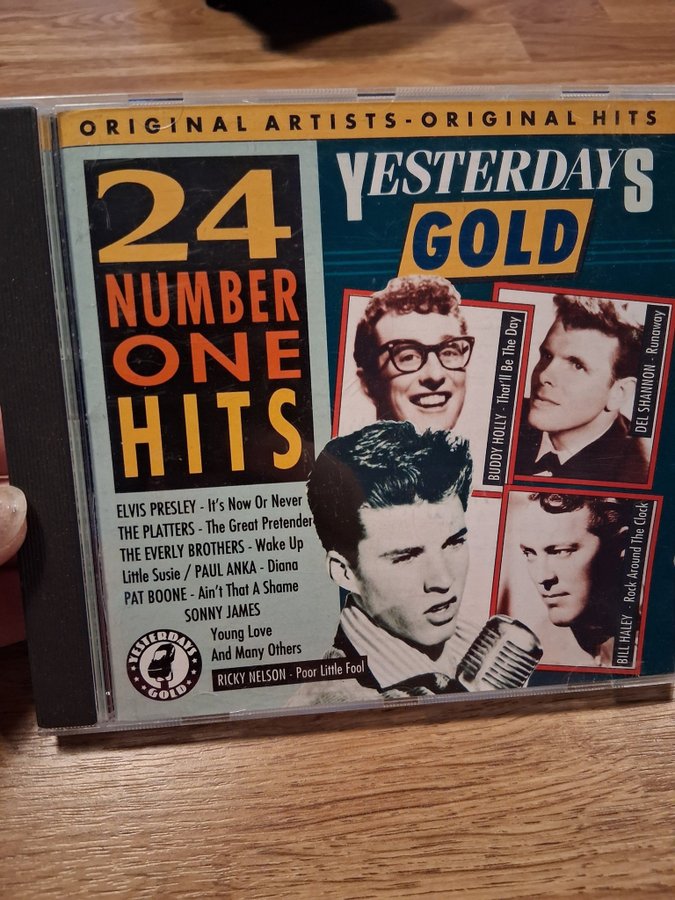 ORIGINAL ARTISTS-ORIGINAL HITS
24
NUMBER
ONE
HITS
YESTERDAYS
GOLD
BUDDY HOLLY - That'll Be The Day
DEL SHANNON - Runaway
ELVIS PRESLEY - It's Now Or Never
THE PLATTERS - The Great Pretender
THE EVERLY BROTHERS - Wake Up
Little Susie / PAUL ANKA - Diana
PAT BOONE - Ain't That A Shame
SONNY JAMES
Young Love
And Many Others
RICKY NELSON - Poor Little Fool
BILL HALEY - Rock Around The Clock
YESTERDAYS
GOLD